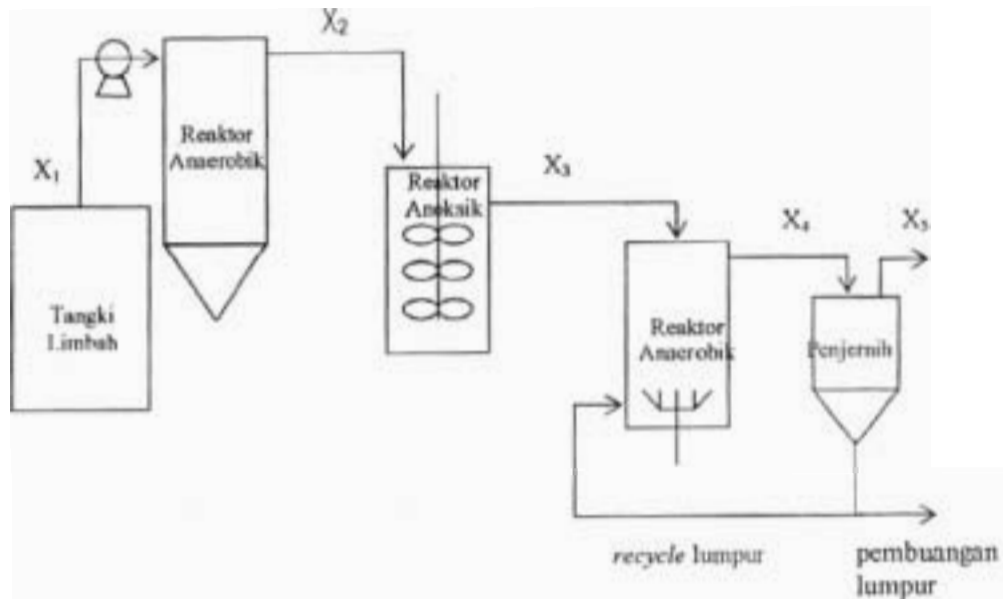 X₁
Tangki
Limbah
Reaktor
Anaerobik
X₂
Reaktor
Anoksik
X₃
Reaktor
Anaerobik
X₄
Penjernih
X₅
recycle lumpur
pembuangan
lumpur